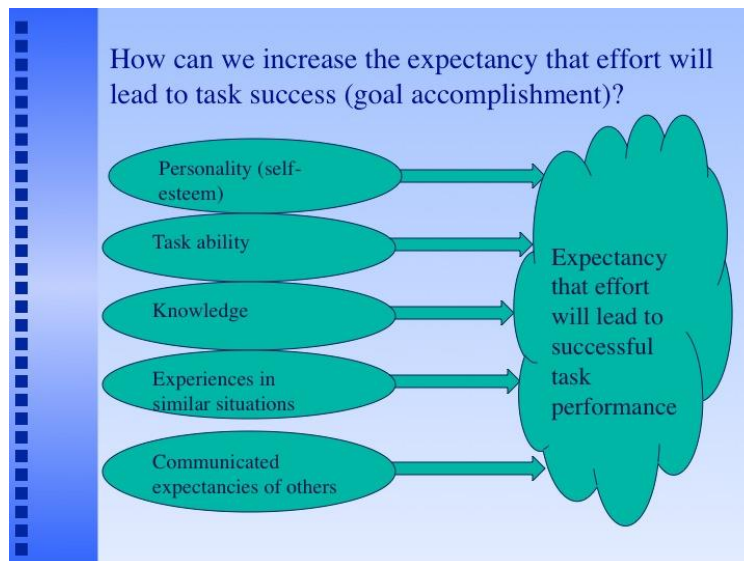 How can we increase the expectancy that effort will
lead to task success (goal accomplishment)?
Personality (self-
esteem)
Task ability
Knowledge
Experiences in
similar situations
Communicated
expectancies of others
Expectancy
that effort
will lead to
successful
task
performance